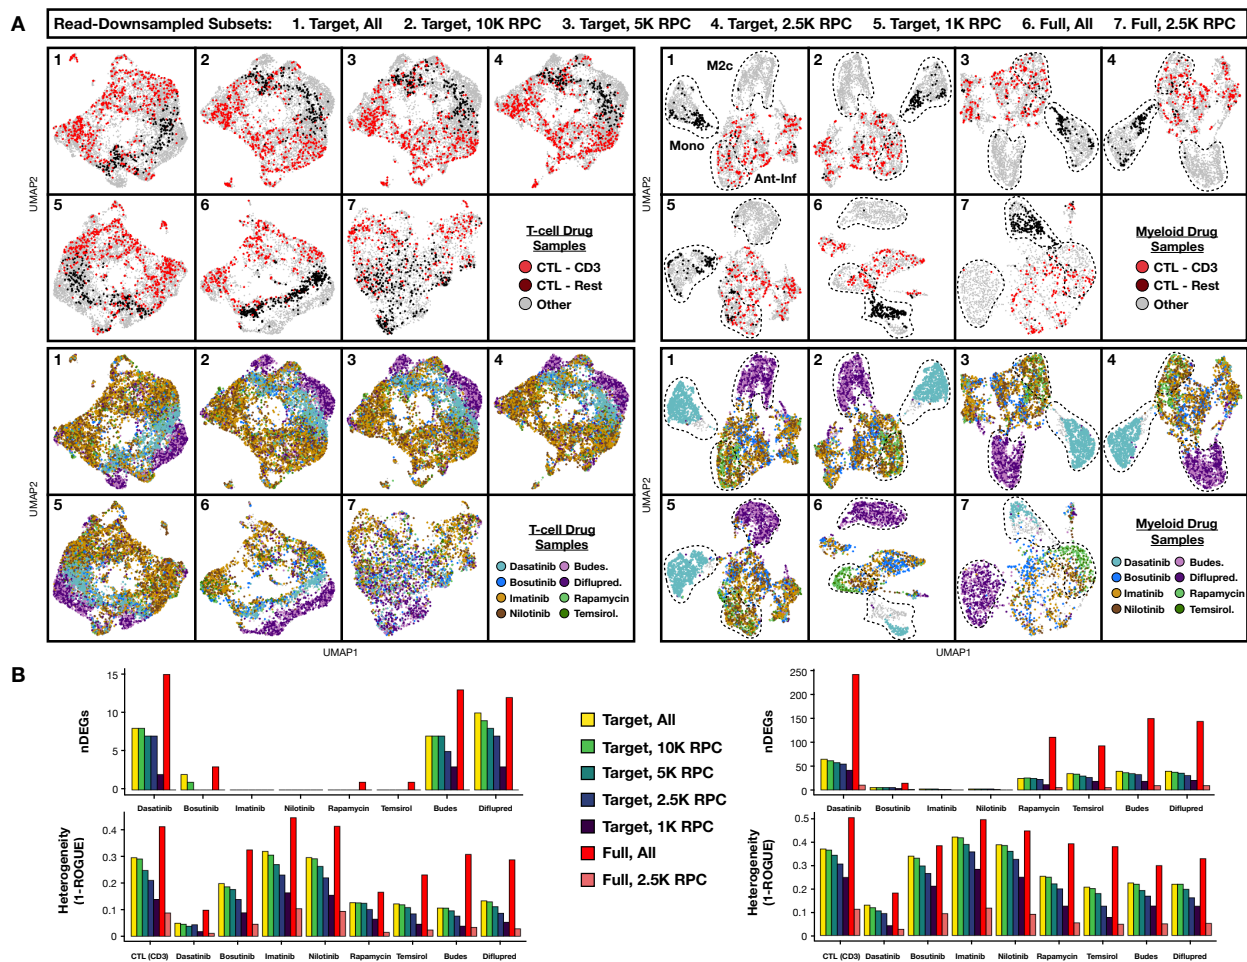 A
Read-Downsampled Subsets: 1. Target, All 2. Target, 10K RPC 3. Target, 5K RPC 4. Target, 2.5K RPC 5. Target, 1K RPC 6. Full, All 7. Full, 2.5K RPC
1 2 3 4
5 6 7
UMAP2
T-cell Drug
Samples
CTL - CD3
CTL - Rest
Other
1 2 3 4
5 6 7
UMAP2
M2c
Mono
Ant-Inf
Myeloid Drug
Samples
CTL - CD3
CTL - Rest
Other
1 2 3 4
5 6 7
UMAP2
T-cell Drug
Samples
Dasatinib Budes.
Bosutinib Diflupred.
Imatinib Rapamycin
Nilotinib Temsirol.
UMAP1
1 2 3 4
5 6 7
UMAP2
Myeloid Drug
Samples
Dasatinib Budes.
Bosutinib Diflupred.
Imatinib Rapamycin
Nilotinib Temsirol.
UMAP1
B
nDEGs
15
10
5
0
Dasatinib Bosutinib Imatinib Nilotinib Rapamycin Temsirol Budes Diflupred
Heterogeneity
(1-ROGUE)
0.4
0.3
0.2
0.1
0
CTL (CD3) Dasatinib Bosutinib Imatinib Nilotinib Rapamycin Temsirol Budes Diflupred
Target, All
Target, 10K RPC
Target, 5K RPC
Target, 2.5K RPC
Target, 1K RPC
Full, All
Full, 2.5K RPC
nDEGs
250
200
150
100
50
0
Dasatinib Bosutinib Imatinib Nilotinib Rapamycin Temsirol Budes Diflupred
Heterogeneity
(1-ROGUE)
0.5
0.4
0.3
0.2
0.1
0
CTL (CD3) Dasatinib Bosutinib Imatinib Nilotinib Rapamycin Temsirol Budes Diflupred